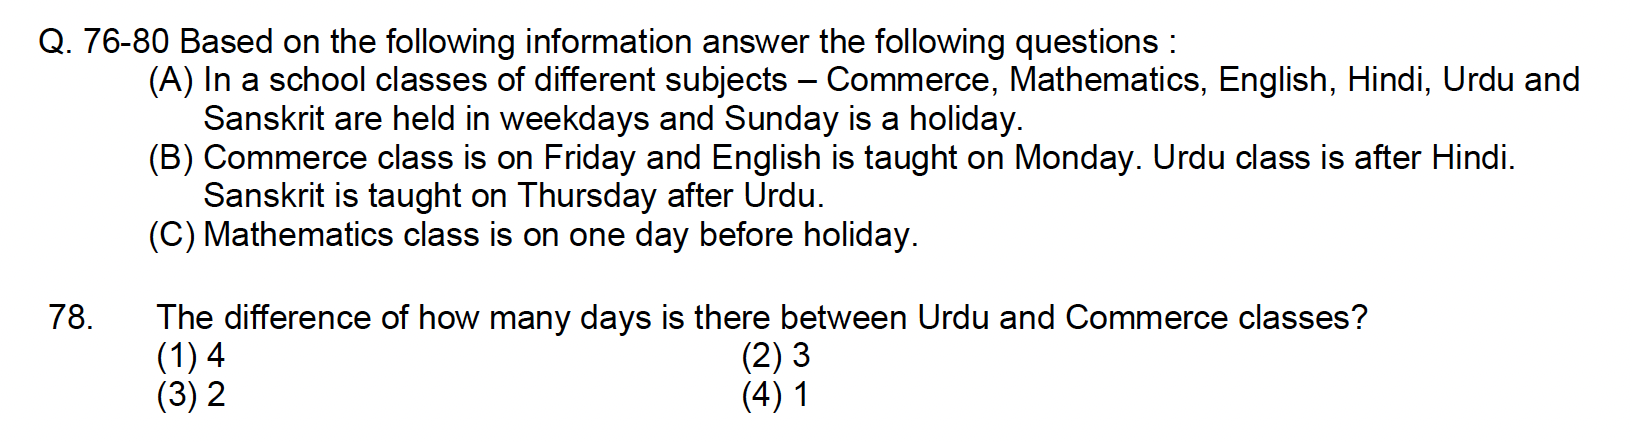 Q. 76-80 Based on the following information answer the following questions :
(A) In a school classes of different subjects – Commerce, Mathematics, English, Hindi, Urdu and
Sanskrit are held in weekdays and Sunday is a holiday.
(B) Commerce class is on Friday and English is taught on Monday. Urdu class is after Hindi.
Sanskrit is taught on Thursday after Urdu.
(C) Mathematics class is on one day before holiday.
78. The difference of how many days is there between Urdu and Commerce classes?
(1) 4 (2) 3
(3) 2 (4) 1